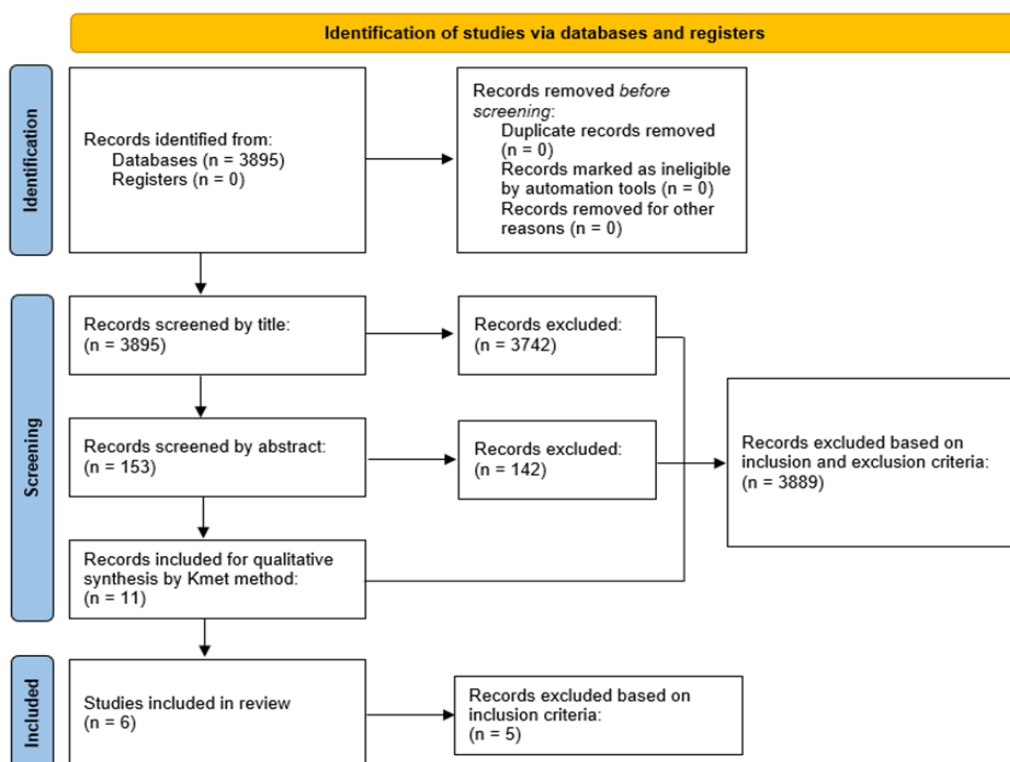 Identification of studies via databases and registers
Identification
Records identified from:
Databases (n = 3895)
Registers (n = 0)
Records removed before
screening:
Duplicate records removed
(n = 0)
Records marked as ineligible
by automation tools (n = 0)
Records removed for other
reasons (n = 0)
Screening
Records screened by title:
(n = 3895)
Records excluded:
(n = 3742)
Records screened by abstract:
(n = 153)
Records excluded:
(n = 142)
Records excluded based on
inclusion and exclusion criteria:
(n = 3889)
Records included for qualitative
synthesis by Kmet method:
(n = 11)
Included
Studies included in review
(n = 6)
Records excluded based on
inclusion criteria:
(n = 5)